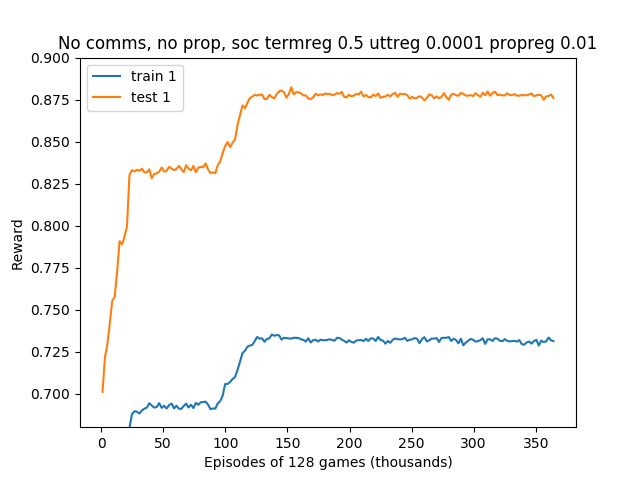 No comms, no prop, soc termreg 0.5 uttreg 0.0001 propreg 0.01
train 1
test 1
0.900
0.875
0.850
0.825
0.800
0.775
0.750
0.725
0.700
Reward
0 50 100 150 200 250 300 350
Episodes of 128 games (thousands)